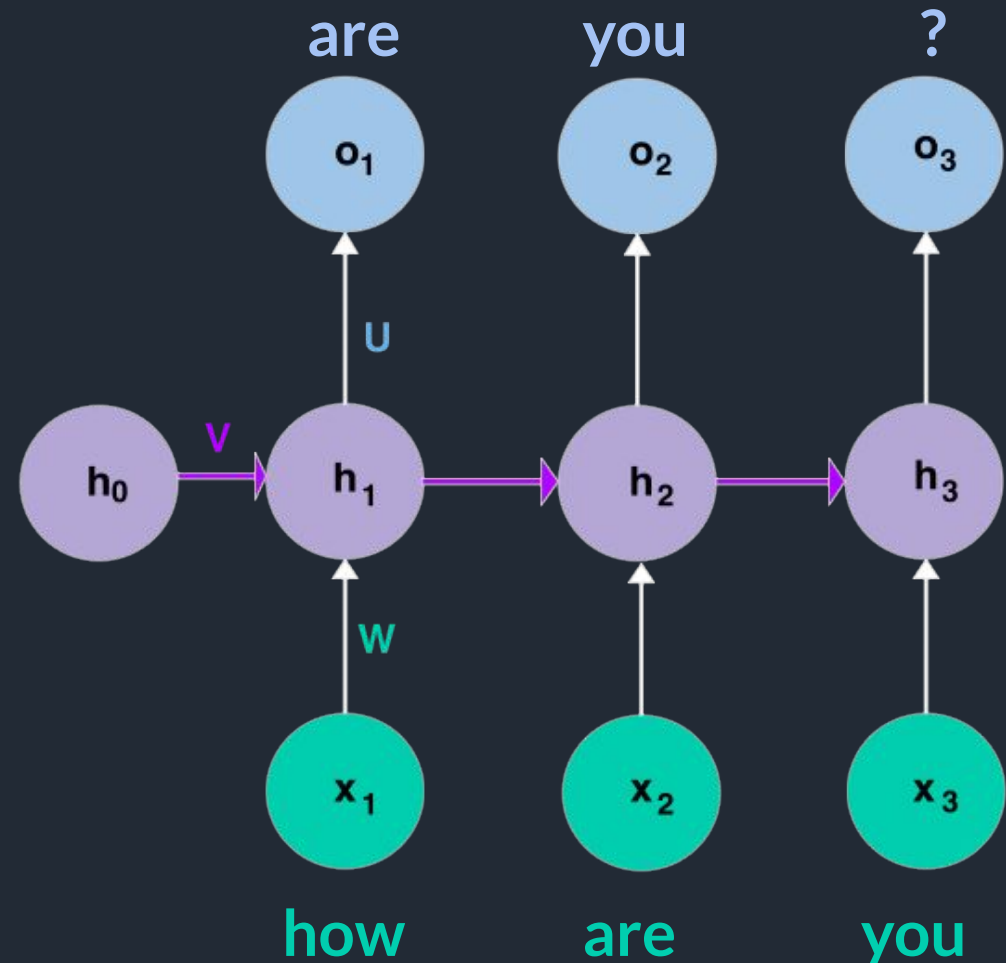 are you ?
o1 o2 o3
U
V
h0 h1 h2 h3
W
x1 x2 x3
how are you